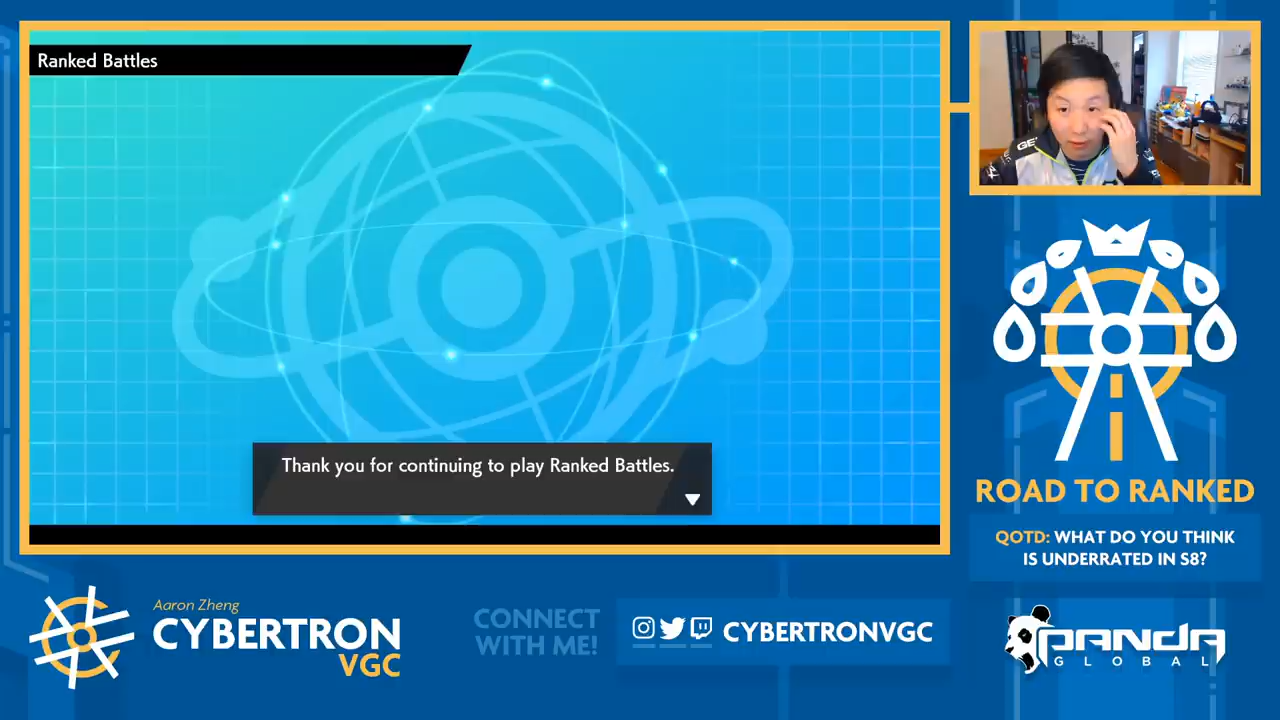 Ranked Battles
Thank you for continuing to play Ranked Battles.
ROAD TO RANKED
QOTD: WHAT DO YOU THINK
IS UNDERRATED IN S8?
Aaron Zheng
CYBERTRON
VGC
CONNECT
WITH ME!
CYBERTRONVGC
PANDA
GLOBAL